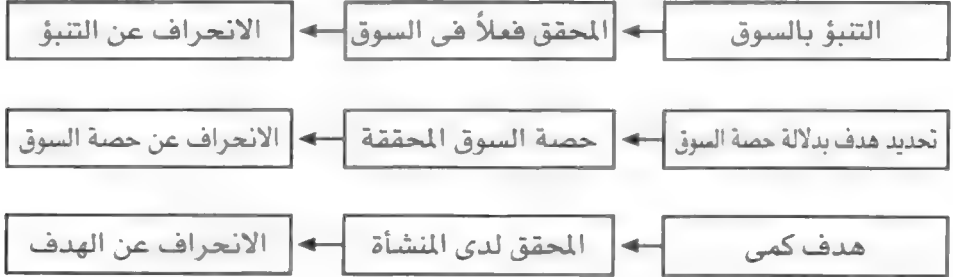 التنبؤ بالسوق المحقق فعلاً فى السوق الانحراف عن التنبؤ
تحديد هدف بدلالة حصة السوق حصة السوق المحققة الانحراف عن حصة السوق
هدف كمى المحقق لدى المنشأة الانحراف عن الهدف